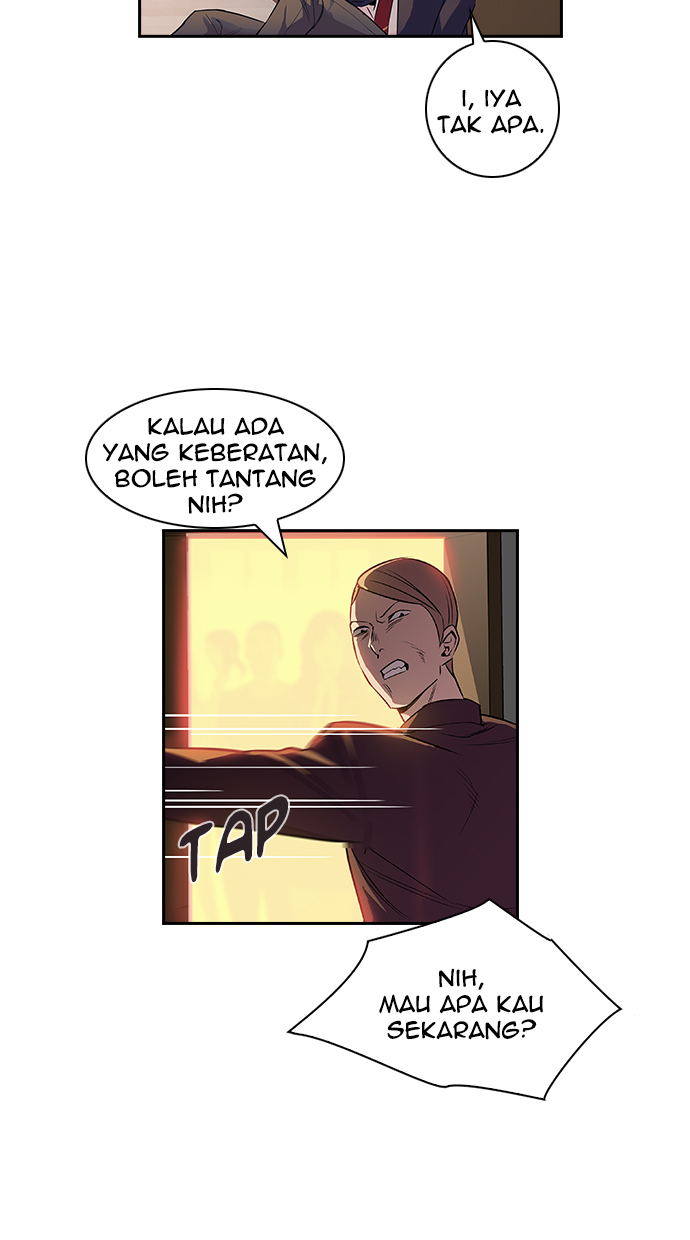 I, IYA
TAK APA.
KALAU ADA
YANG KEBERATAN,
BOLEH TANTANG
NIH?
TAP
NIH,
MAU APA KAU
SEKARANG?